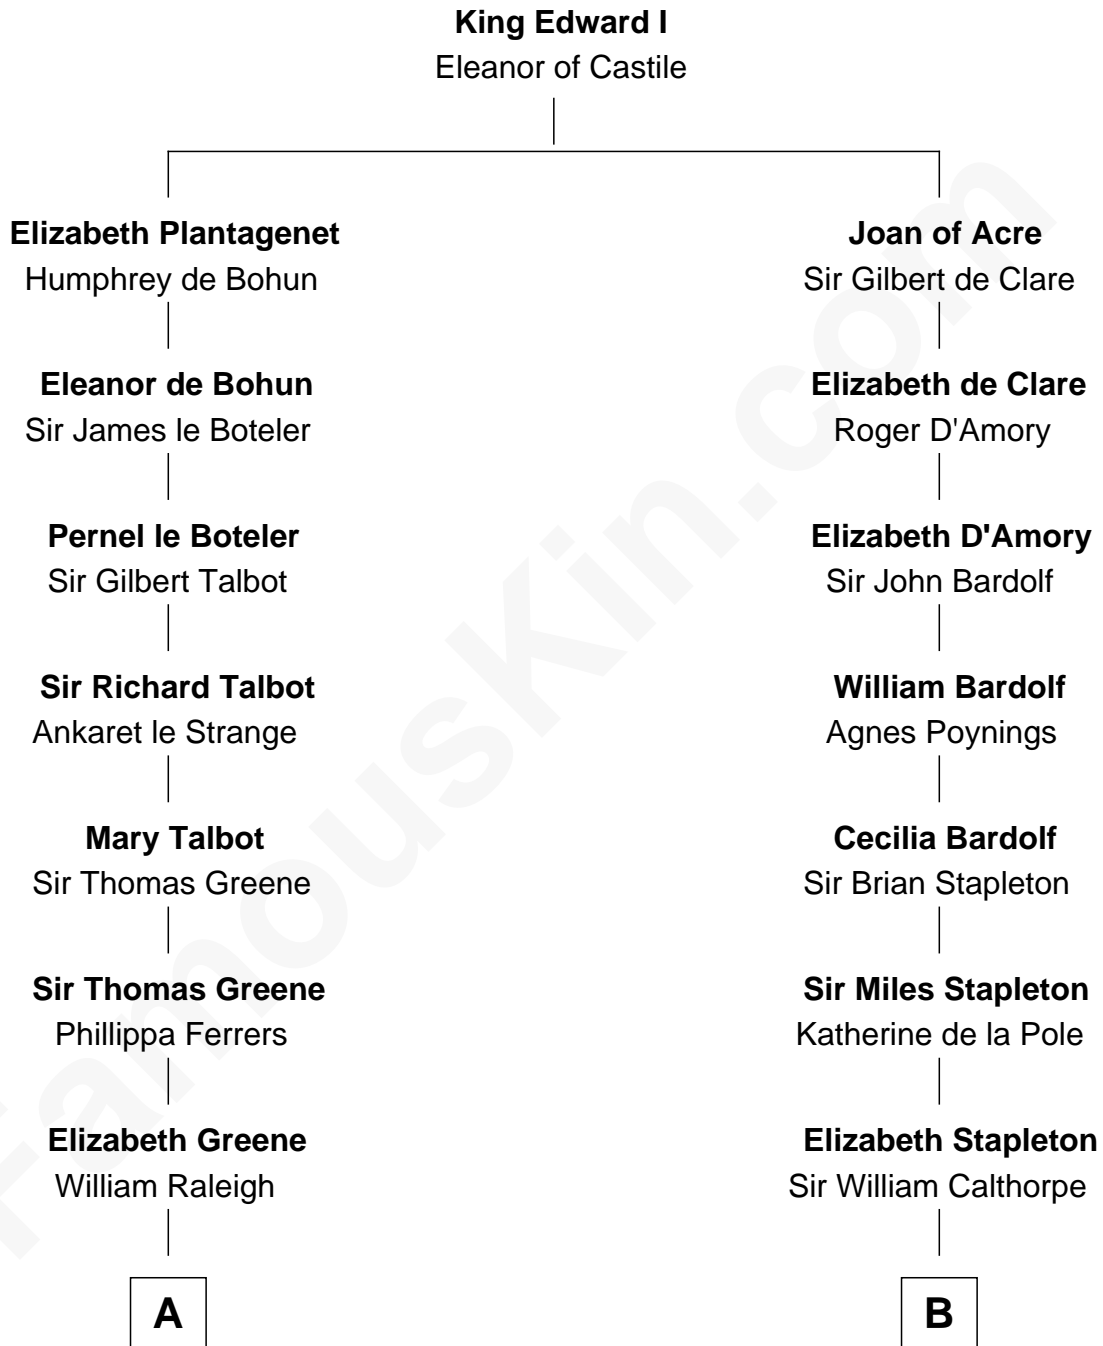 King Edward I
Eleanor of Castile
Elizabeth Plantagenet
Humphrey de Bohun
Joan of Acre
Sir Gilbert de Clare
Eleanor de Bohun
Sir James le Boteler
Elizabeth de Clare
Roger D'Amory
Pernel le Boteler
Sir Gilbert Talbot
Elizabeth D'Amory
Sir John Bardolf
Sir Richard Talbot
Ankaret le Strange
William Bardolf
Agnes Poynings
Mary Talbot
Sir Thomas Greene
Cecilia Bardolf
Sir Brian Stapleton
Sir Thomas Greene
Phillippa Ferrers
Sir Miles Stapleton
Katherine de la Pole
Elizabeth Greene
William Raleigh
Elizabeth Stapleton
Sir William Calthorpe
A
B
FamousKin.com